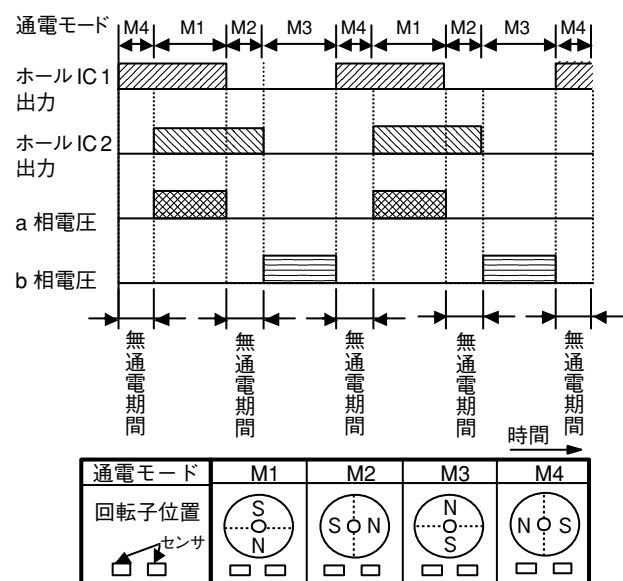 通電モード M4 M1 M2 M3 M4 M1 M2 M3 M4
ホール IC 1
出力
ホール IC 2
出力
a 相電圧
b 相電圧
無通電期間
無通電期間
無通電期間
無通電期間
無通電期間
時間
通電モード M1 M2 M3 M4
回転子位置
センサ
S
N
S N
N
S
N S